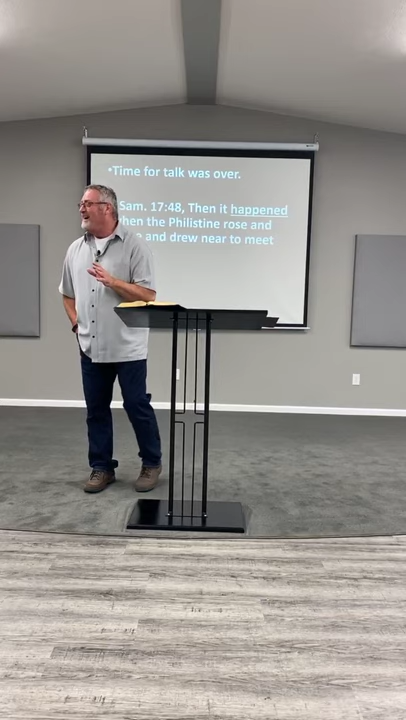 •Time for talk was over.
Sam. 17:48, Then it happened
when the Philistine rose and
and drew near to meet